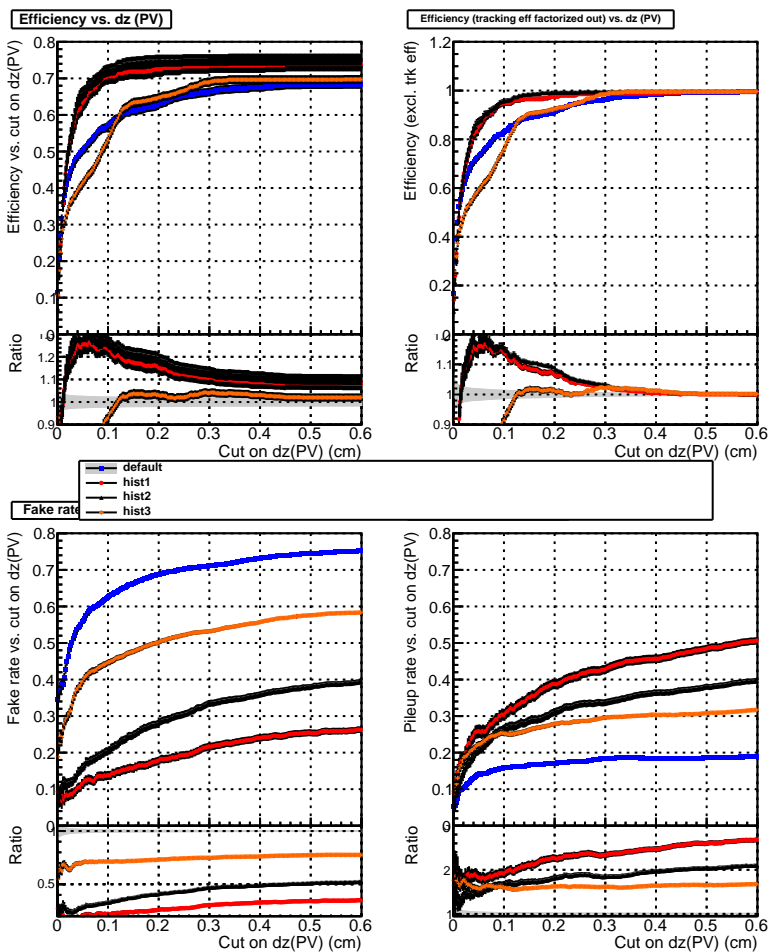 Efficiency vs. dz (PV)
Efficiency vs. cut on dz(PV)
0.8
0.7
0.6
0.5
0.4
0.3
0.2
0.1
0
Ratio
1.2
1.1
1
0.9
0 0.1 0.2 0.3 0.4 0.5 0.6
Cut on dz(PV) (cm)
Efficiency (tracking eff factorized out) vs. dz (PV)
Efficiency (excl. trk eff)
1.2
1
0.8
0.6
0.4
0.2
0
Ratio
1.2
1.1
1
0.9
0 0.1 0.2 0.3 0.4 0.5 0.6
Cut on dz(PV) (cm)
default
hist1
hist2
hist3
Fake rate
Fake rate vs. cut on dz(PV)
0.8
0.7
0.6
0.5
0.4
0.3
0.2
0.1
0
Ratio
1
0.5
0 0.1 0.2 0.3 0.4 0.5 0.6
Cut on dz(PV) (cm)
Pileup rate vs. cut on dz(PV)
0.8
0.7
0.6
0.5
0.4
0.3
0.2
0.1
Ratio
2
1
0 0.1 0.2 0.3 0.4 0.5 0.6
Cut on dz(PV) (cm)